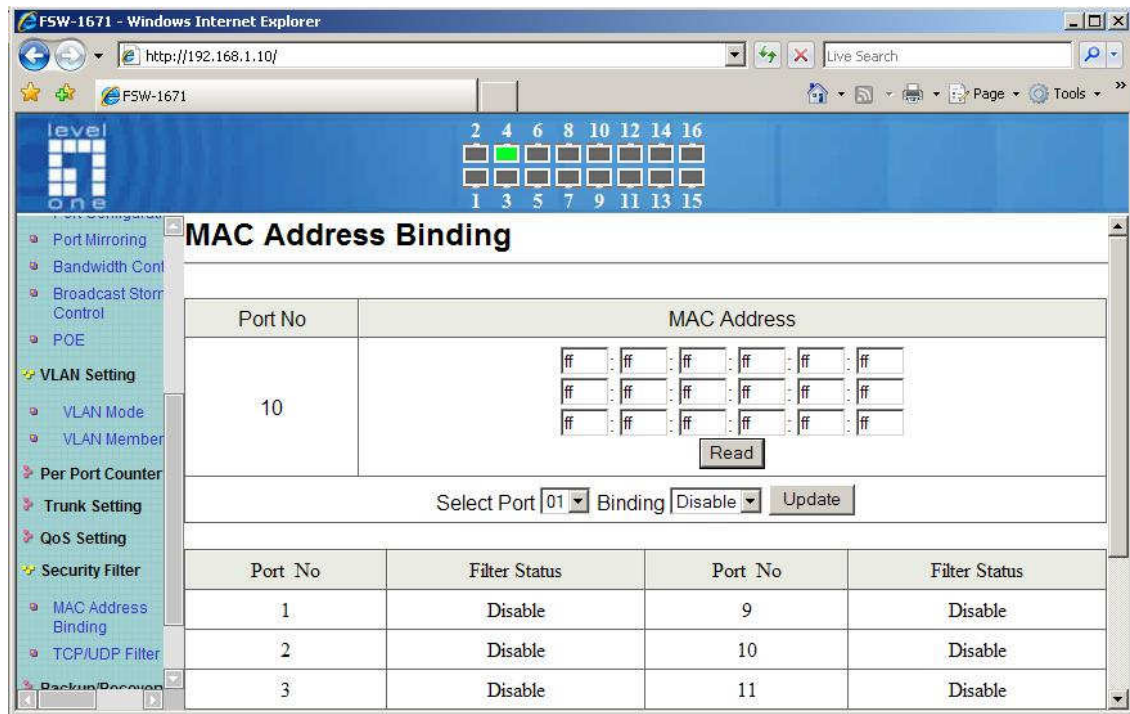 FSW-1671 - Windows Internet Explorer
http://192.168.1.10/
Live Search
FSW-1671
Page
Tools
level
one
2 4 6 8 10 12 14 16
1 3 5 7 9 11 13 15
Port Mirroring
Bandwidth Cont
Broadcast Storm
Control
POE
VLAN Setting
VLAN Mode
VLAN Member
Per Port Counter
Trunk Setting
QoS Setting
Security Filter
MAC Address
Binding
TCP/UDP Filter
MAC Address Binding
Port No MAC Address
10
ff : ff : ff : ff : ff : ff
ff : ff : ff : ff : ff : ff
ff : ff : ff : ff : ff : ff
Read
Select Port 01 Binding Disable Update
Port No Filter Status Port No Filter Status
1 Disable 9 Disable
2 Disable 10 Disable
3 Disable 11 Disable